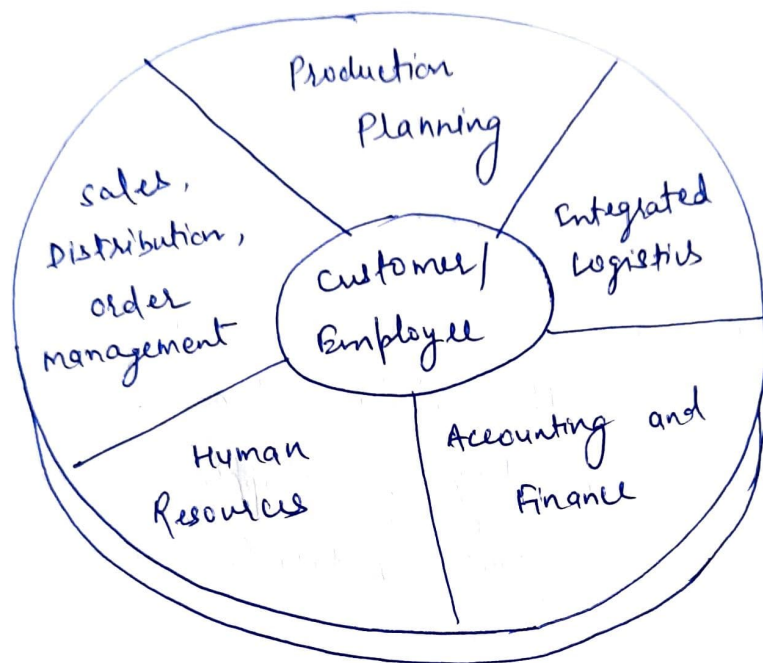 Production
Planning
Sales,
Distribution,
order
management
Integrated
Logistics
Customer/
Employee
Human
Resources
Accounting and
Finance